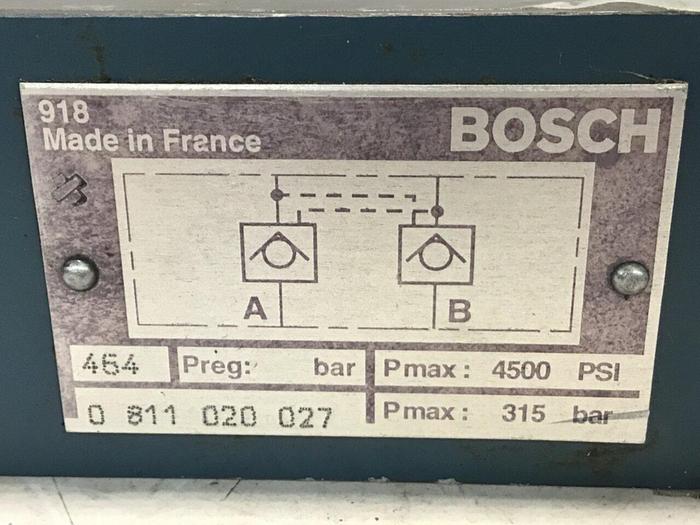 918
Made in France
BOSCH
A
B
464
Preg: bar
Pmax: 4500 PSI
0 811 020 027
Pmax: 315 bar